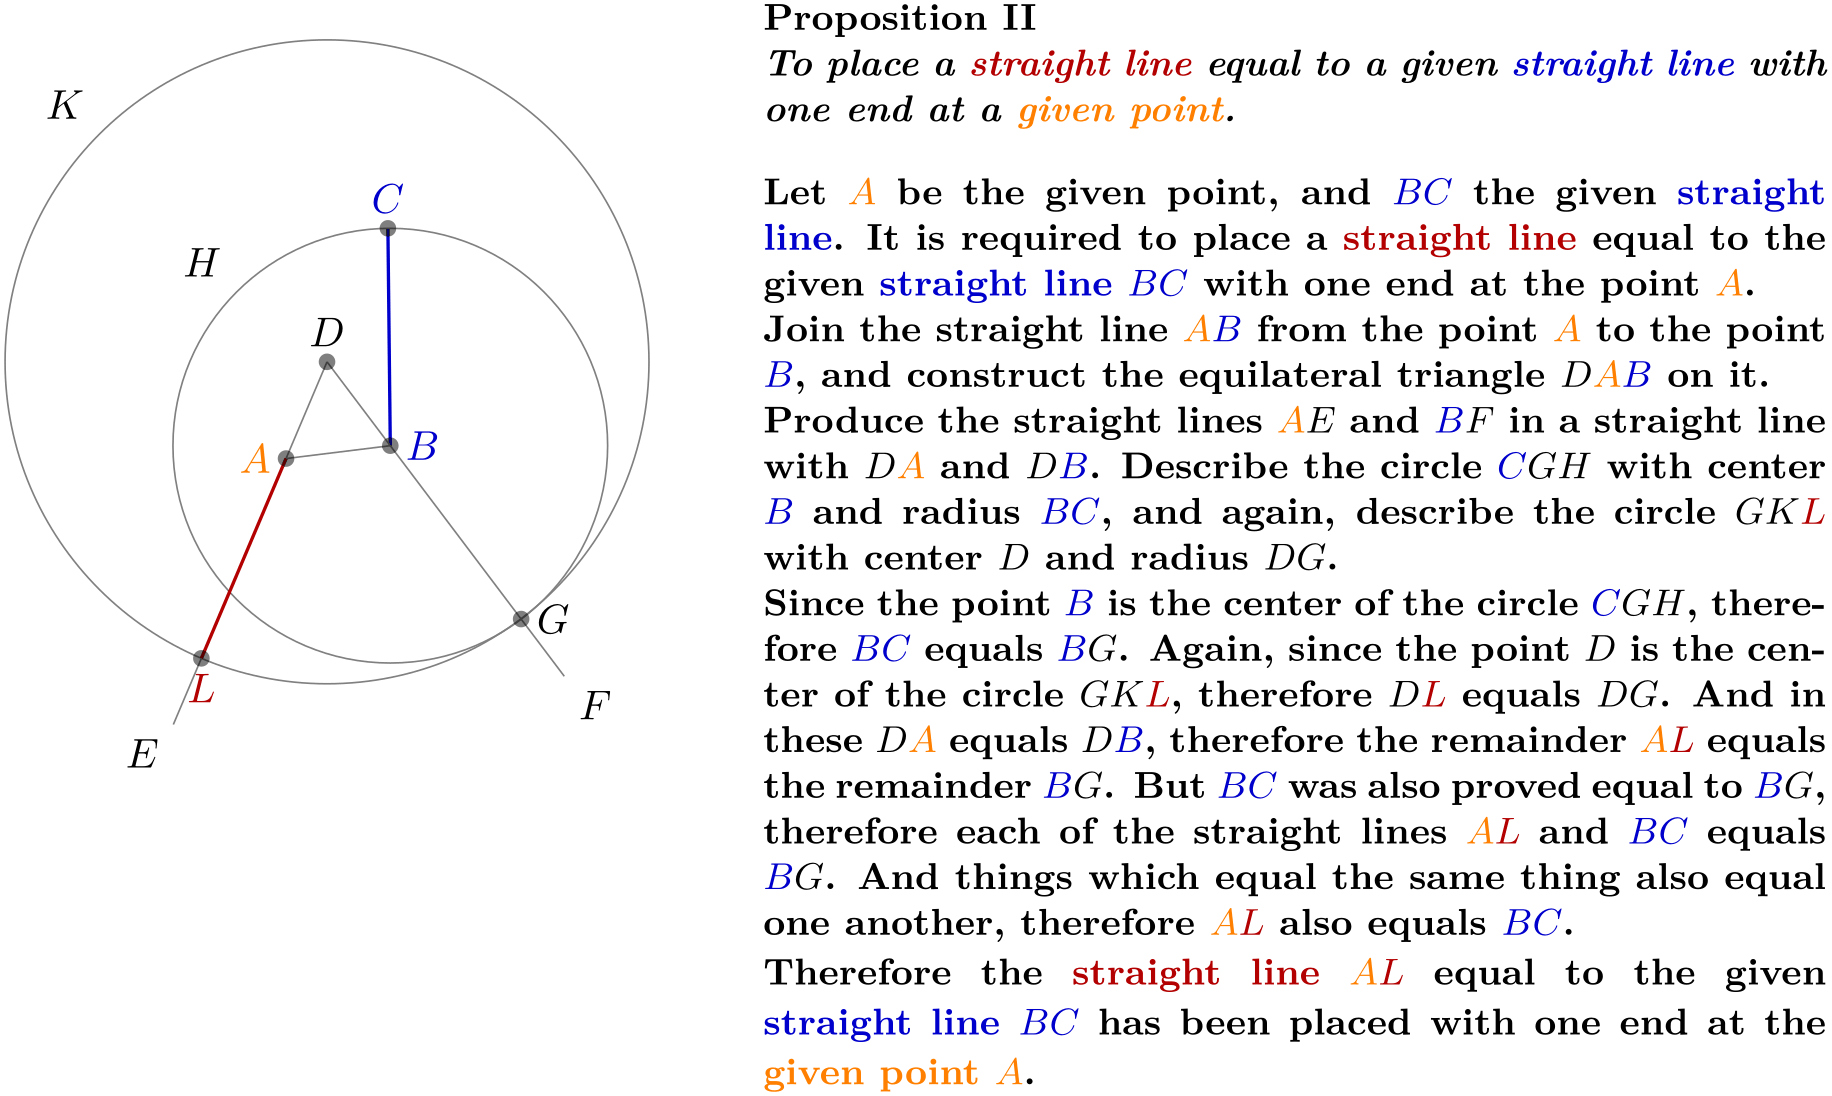 K
C
H
D
A
B
G
L
F
E
Proposition II
To place a straight line equal to a given straight line with
one end at a given point.
Let A be the given point, and BC the given straight
line. It is required to place a straight line equal to the
given straight line BC with one end at the point A.
Join the straight line AB from the point A to the point
B, and construct the equilateral triangle DAB on it.
Produce the straight lines AE and BF in a straight line
with DA and DB. Describe the circle CGH with center
B and radius BC, and again, describe the circle GKL
with center D and radius DG.
Since the point B is the center of the circle CGH, there-
fore BC equals BG. Again, since the point D is the cen-
ter of the circle GKL, therefore DL equals DG. And in
these DA equals DB, therefore the remainder AL equals
the remainder BG. But BC was also proved equal to BG,
therefore each of the straight lines AL and BC equals
BG. And things which equal the same thing also equal
one another, therefore AL also equals BC.
Therefore the straight line AL equal to the given
straight line BC has been placed with one end at the
given point A.